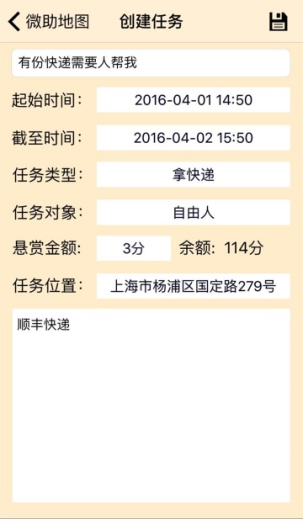 微助地图 创建任务
有份快递需要人帮我
起始时间: 2016-04-01 14:50
截至时间: 2016-04-02 15:50
任务类型: 拿快递
任务对象: 自由人
悬赏金额: 3分 余额: 114分
任务位置: 上海市杨浦区国定路279号
顺丰快递